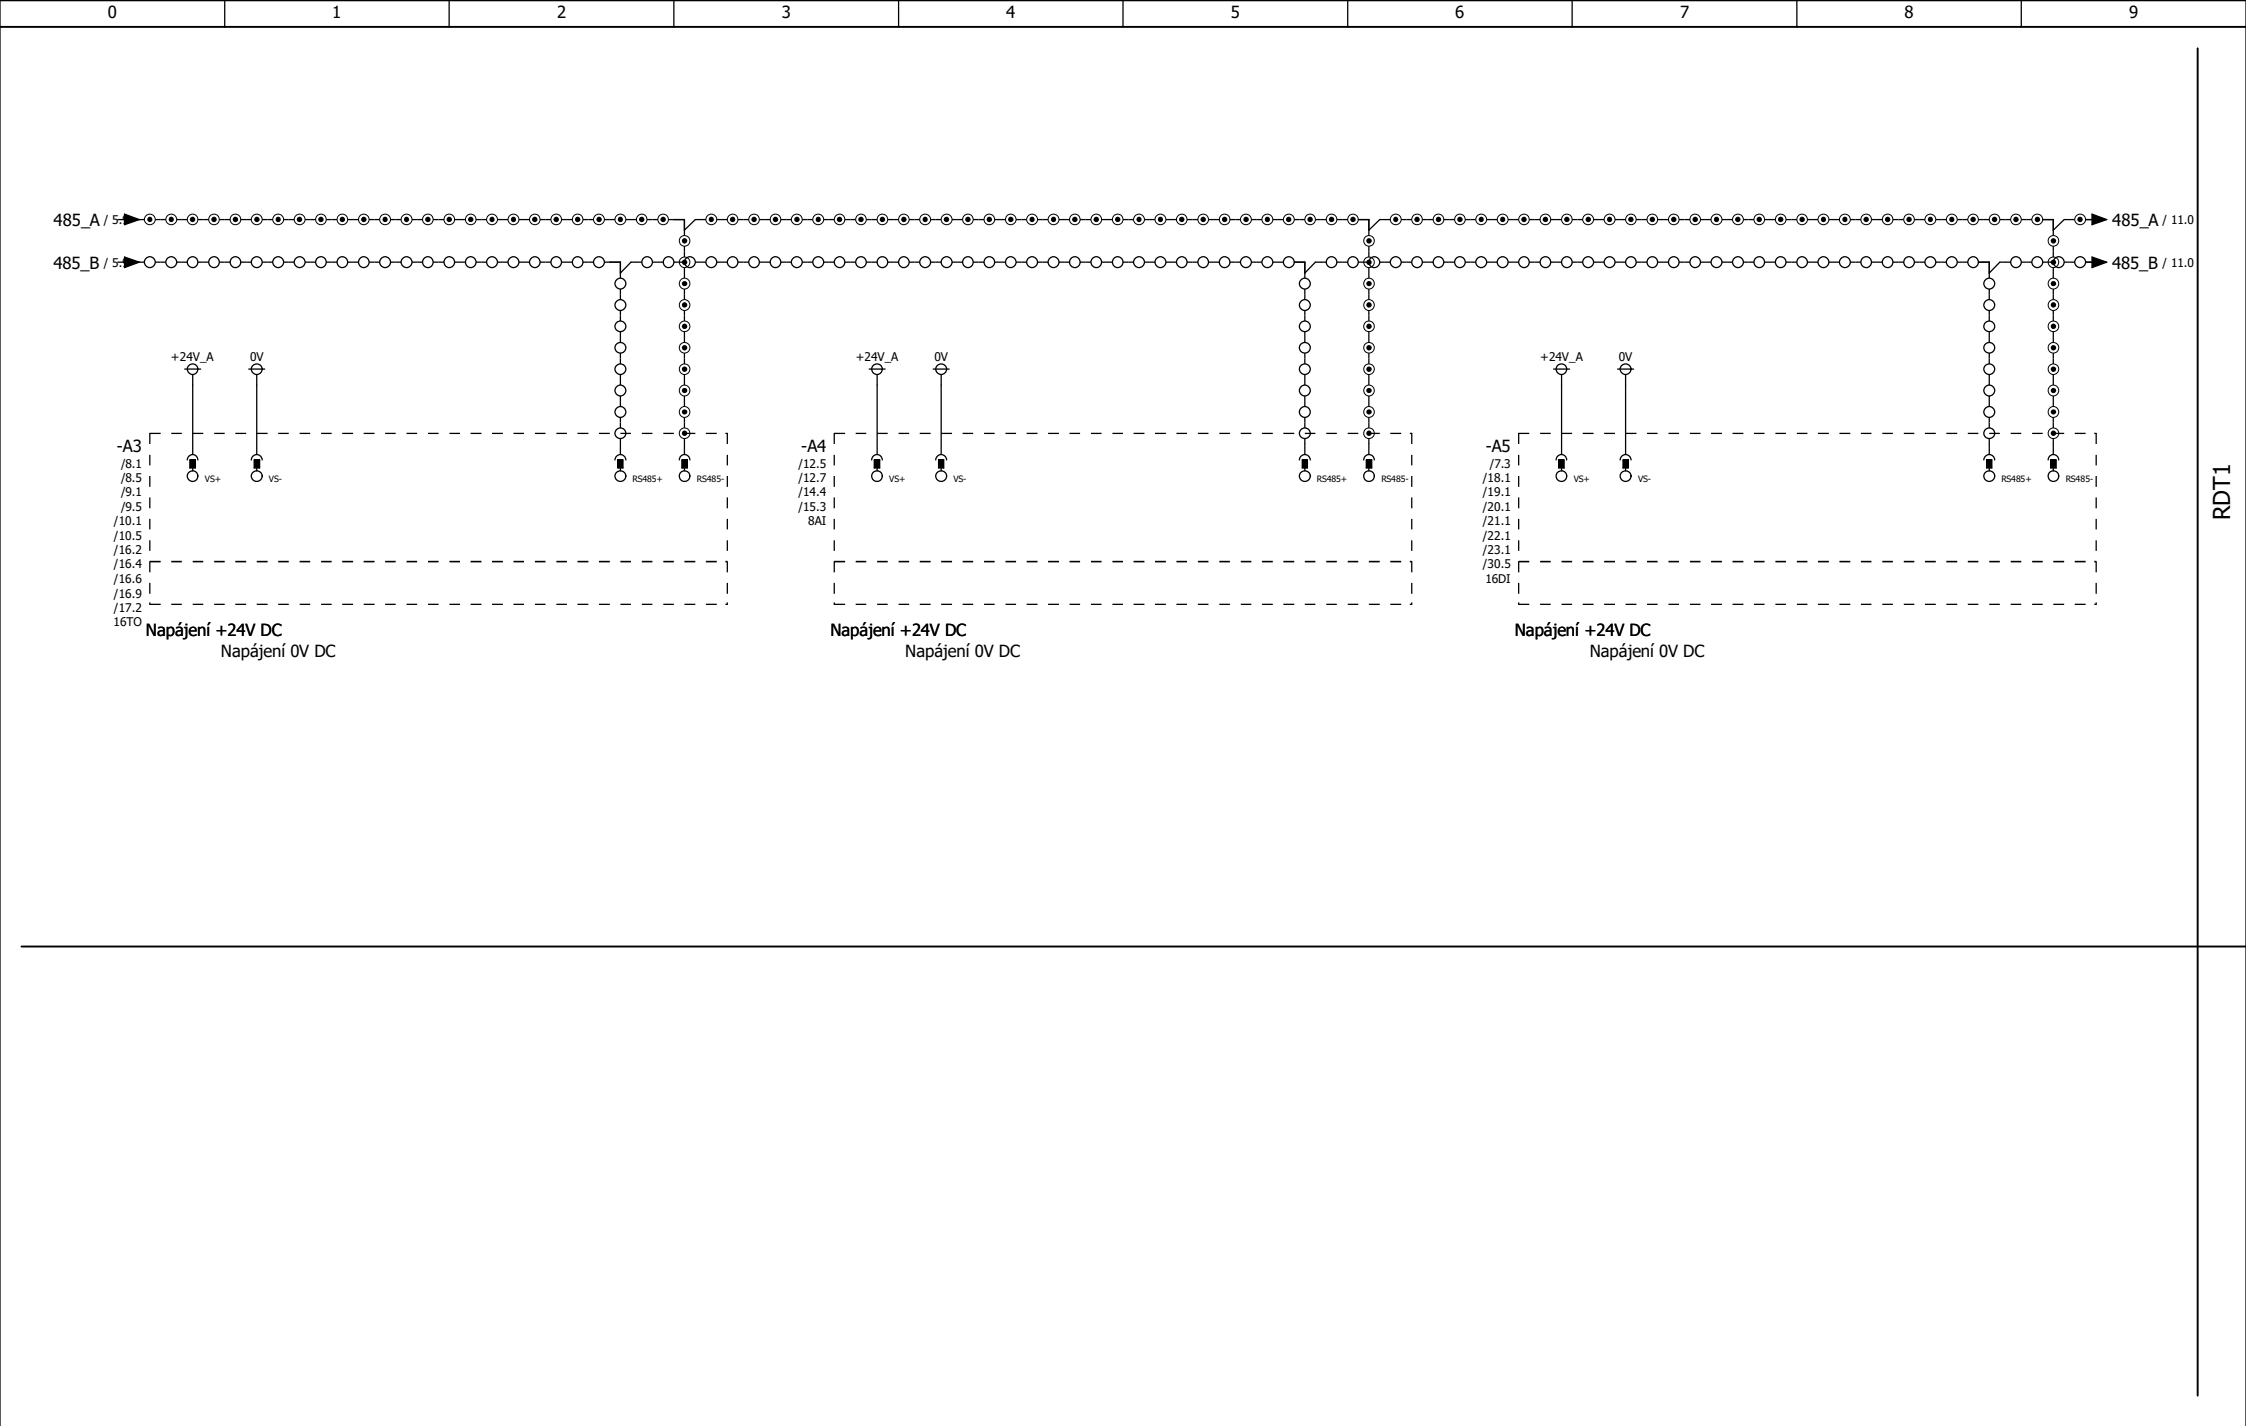 0 1 2 3 4 5 6 7 8 9
485_A / 5. 485_A / 11.0
485_B / 5. 485_B / 11.0
+24V_A 0V +24V_A 0V +24V_A 0V
-A3
/8.1
/8.5
/9.1
/9.5
/10.1
/10.5
/16.2
/16.4
/16.6
/16.9
/17.2
16TO
VS+ VS- RS485+ RS485-
Napájení +24V DC
Napájení 0V DC
-A4
/12.5
/12.7
/14.4
/15.3
8AI
VS+ VS- RS485+ RS485-
Napájení +24V DC
Napájení 0V DC
-A5
/7.3
/18.1
/19.1
/20.1
/21.1
/22.1
/23.1
/30.5
16DI
VS+ VS- RS485+ RS485-
Napájení +24V DC
Napájení 0V DC
RDT1